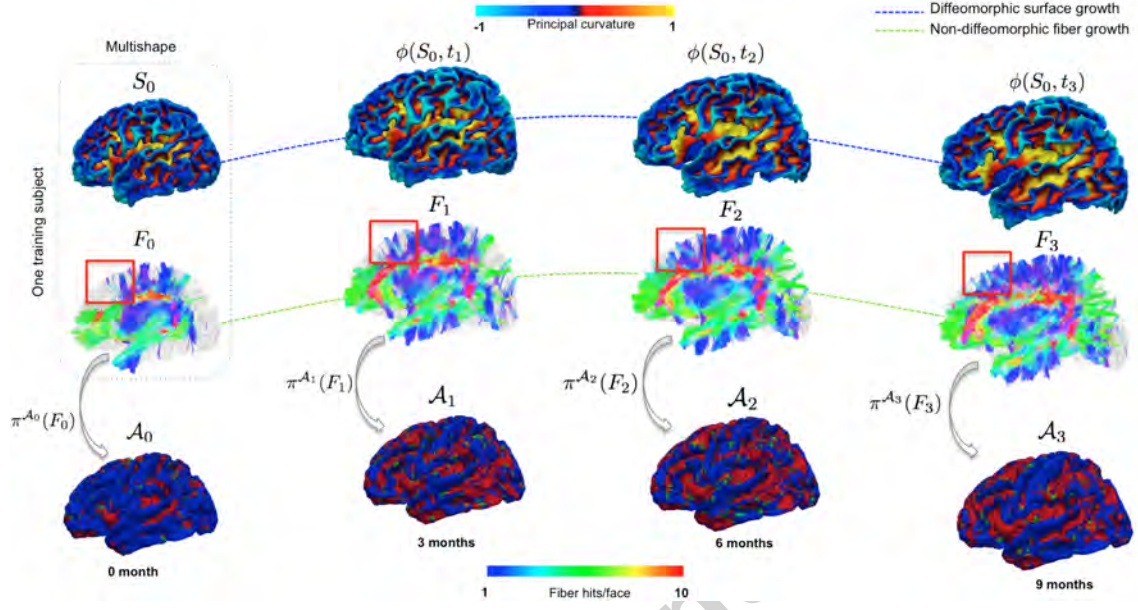 -1 Principal curvature 1
Diffeomorphic surface growth
Non-diffeomorphic fiber growth
Multishape
One training subject
S₀
ϕ(S₀, t₁)
ϕ(S₀, t₂)
ϕ(S₀, t₃)
F₀
F₁
F₂
F₃
π^𝒜₀(F₀)
π^𝒜₁(F₁)
π^𝒜₂(F₂)
π^𝒜₃(F₃)
𝒜₀
𝒜₁
𝒜₂
𝒜₃
0 month
3 months
6 months
9 months
1 Fiber hits/face 10